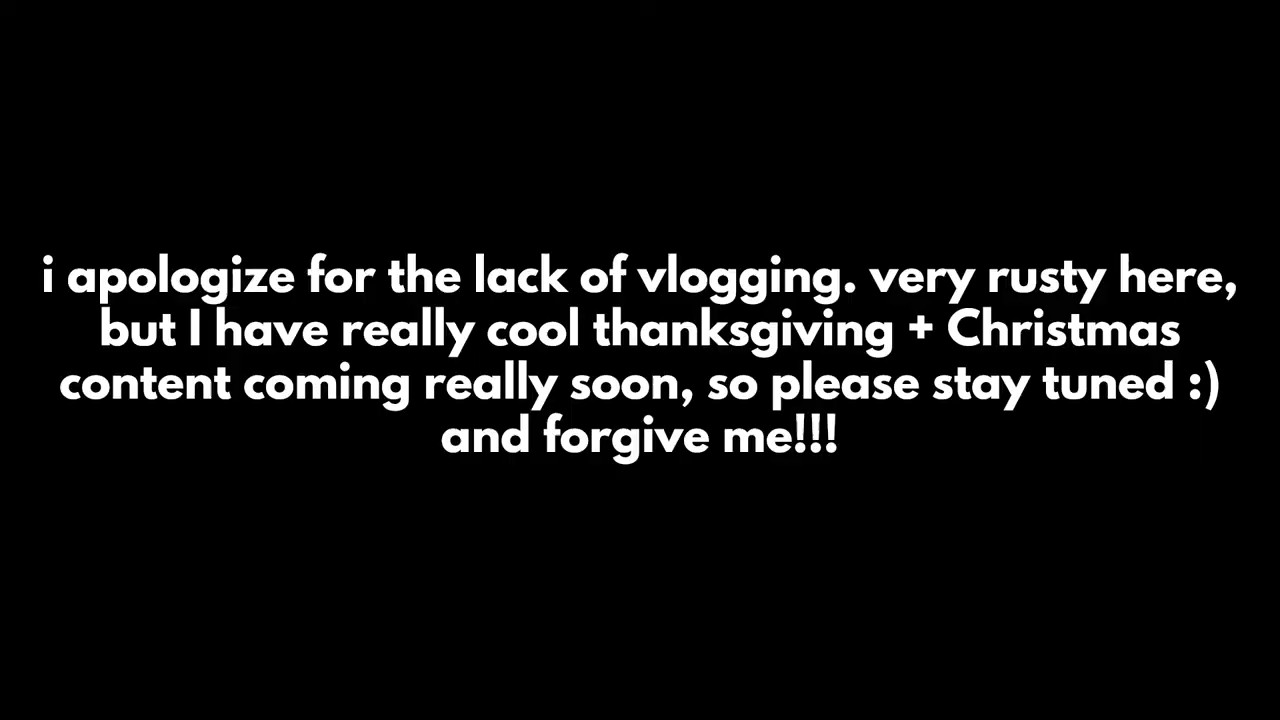 i apologize for the lack of vlogging. very rusty here,
but I have really cool thanksgiving + Christmas
content coming really soon, so please stay tuned :)
and forgive me!!!